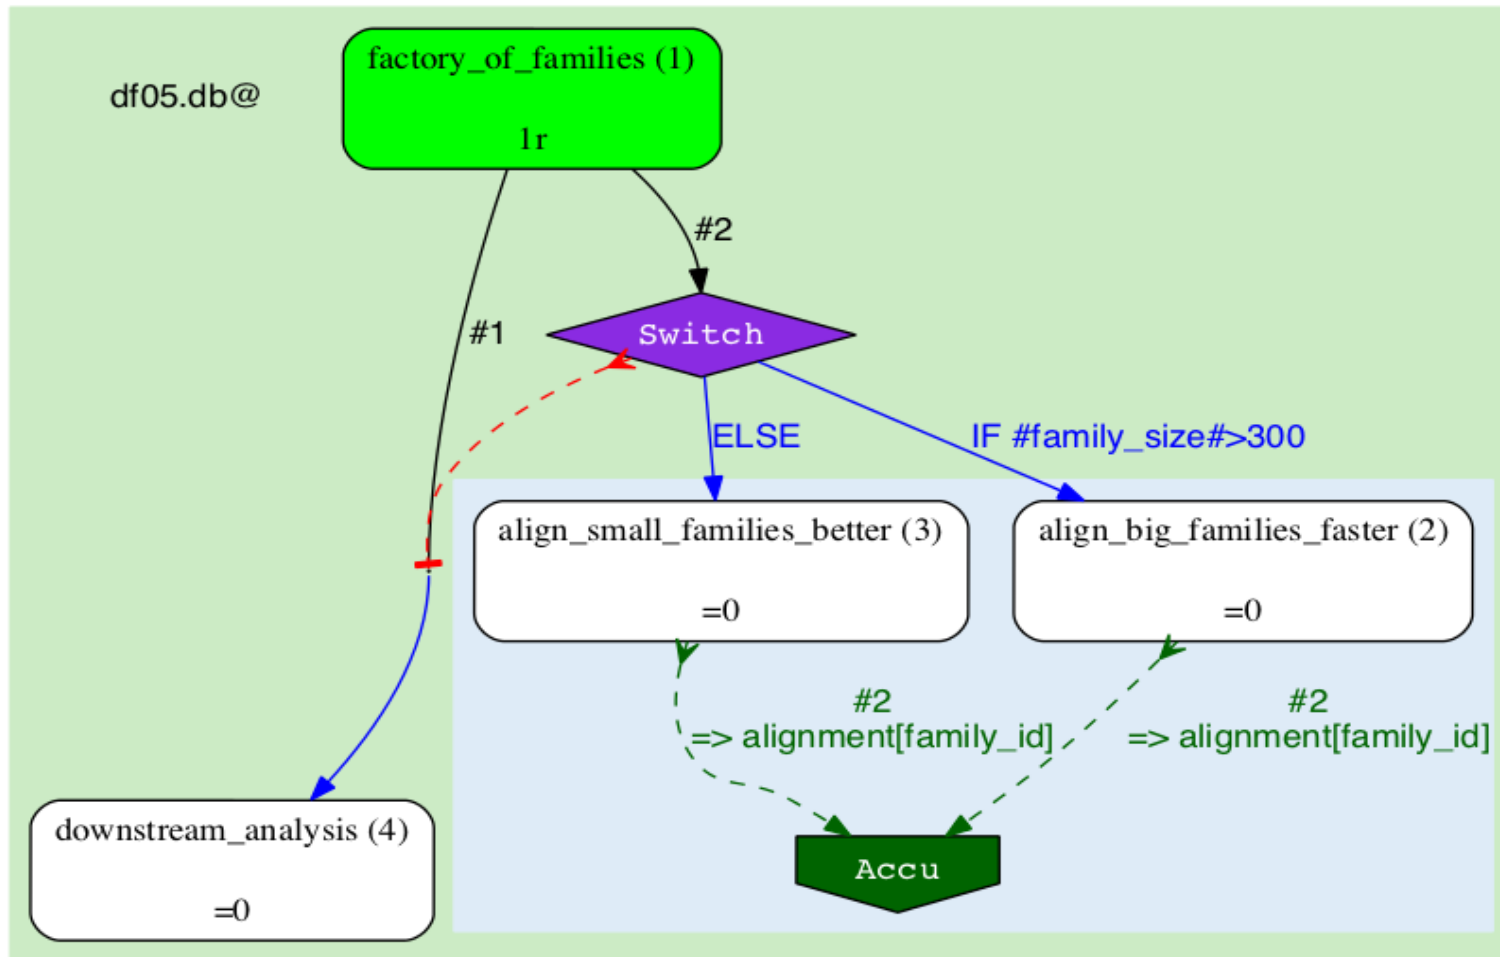 factory_of_families (1)
df05.db@
1r
#2
#1
Switch
ELSE
IF #family_size#>300
align_small_families_better (3)
=0
align_big_families_faster (2)
=0
#2
=> alignment[family_id]
#2
=> alignment[family_id]
downstream_analysis (4)
=0
Accu